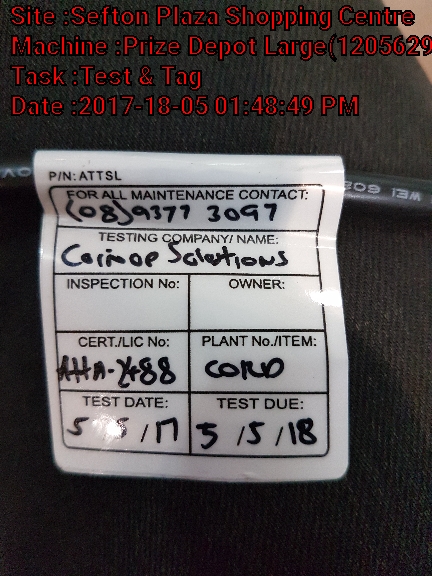 Site :Sefton Plaza Shopping Centre
Machine :Prize Depot Large(1205629
Task :Test & Tag
Date :2017-18-05 01:48:49 PM
P/N: ATTSL
FOR ALL MAINTENANCE CONTACT:
(08) 9377 3097
TESTING COMPANY/ NAME:
INSPECTION No: OWNER:
CERT./LIC No: PLANT No./ITEM:
CORD
TEST DATE: TEST DUE:
5/5/17 5/5/18
WEI